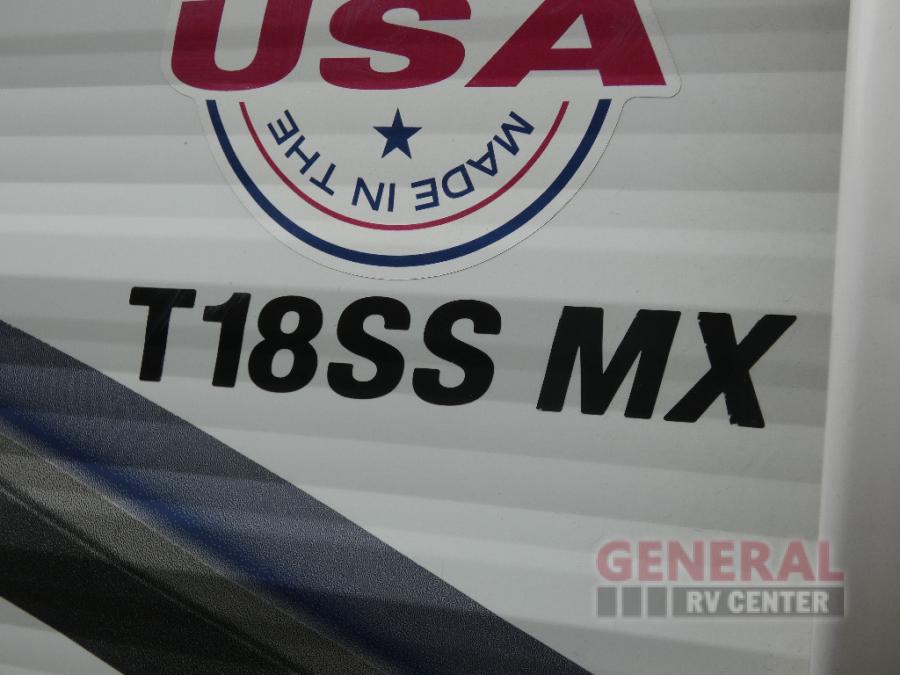 USA
MADE IN THE
T18SS MX
GENERAL
RV CENTER